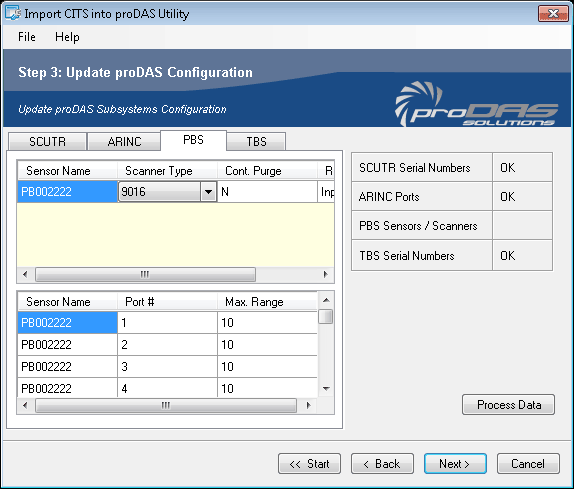 Import CITS into proDAS Utility
File Help
Step 3: Update proDAS Configuration
Update proDAS Subsystems Configuration
proDAS
SOLUTIONS
SCUTR ARINC PBS TBS
Sensor Name Scanner Type Cont. Purge R
PB002222 9016 N Inp
SCUTR Serial Numbers OK
ARINC Ports OK
PBS Sensors / Scanners
TBS Serial Numbers OK
Sensor Name Port # Max. Range
PB002222 1 10
PB002222 2 10
PB002222 3 10
PB002222 4 10
Process Data
<< Start < Back Next > Cancel